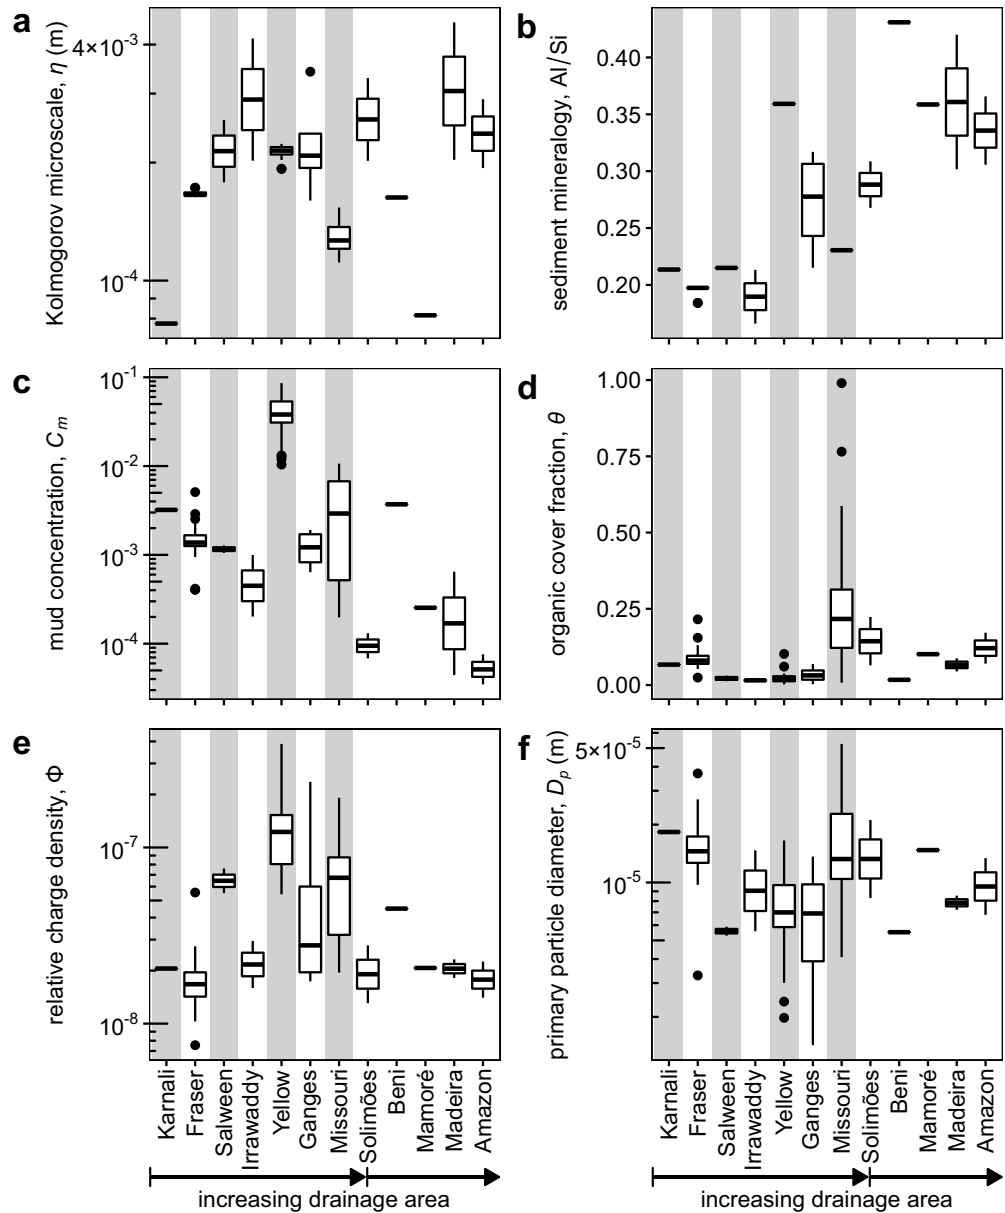 a
Kolmogorov microscale, η (m)
4×10⁻³
10⁻⁴
b
sediment mineralogy, Al/Si
0.40
0.35
0.30
0.25
0.20
c
mud concentration, Cₘ
10⁻¹
10⁻²
10⁻³
10⁻⁴
d
organic cover fraction, θ
1.00
0.75
0.50
0.25
0.00
e
relative charge density, Φ
10⁻⁷
10⁻⁸
f
primary particle diameter, Dₚ (m)
5×10⁻⁵
10⁻⁵
Karnali
Fraser
Salween
Irrawaddy
Yellow
Ganges
Missouri
Solimões
Beni
Mamoré
Madeira
Amazon
increasing drainage area
Karnali
Fraser
Salween
Irrawaddy
Yellow
Ganges
Missouri
Solimões
Beni
Mamoré
Madeira
Amazon
increasing drainage area